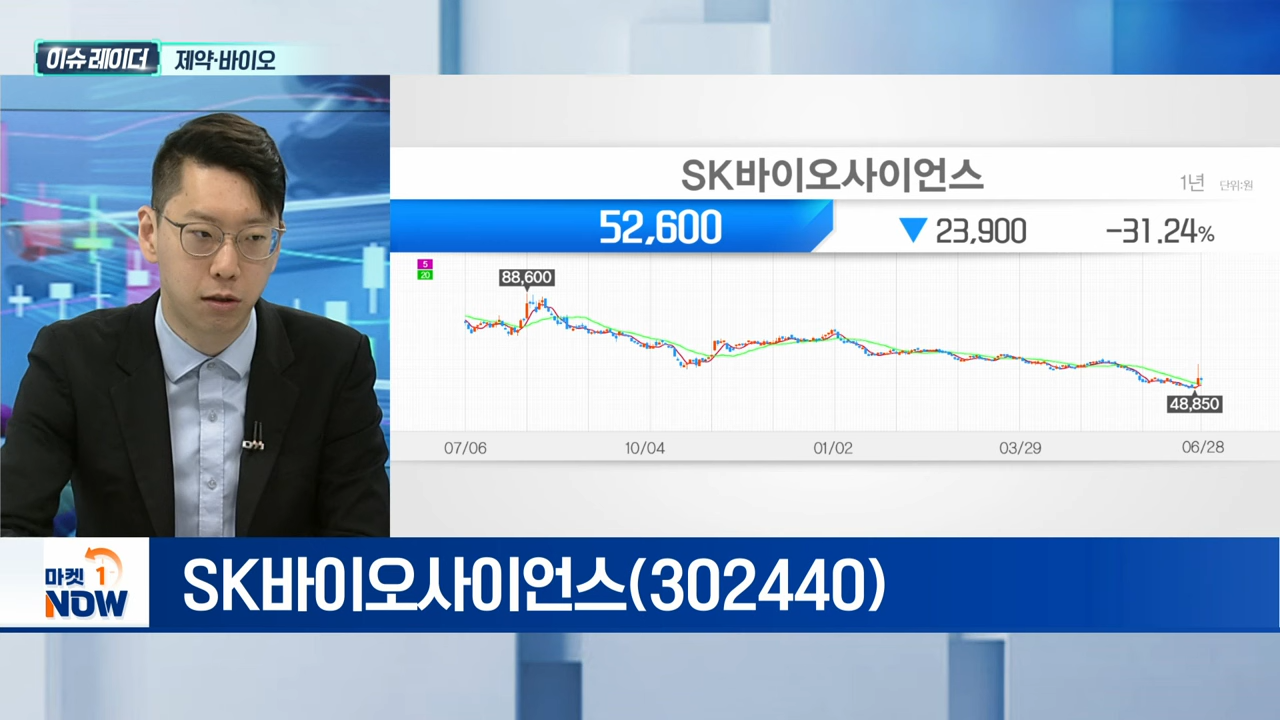 이슈 레이더 제약·바이오
SK바이오사이언스
1년 단위:원
52,600 ▼ 23,900 -31.24%
5
20
88,600
48,850
07/06 10/04 01/02 03/29 06/28
마켓 1
NOW
SK바이오사이언스(302440)